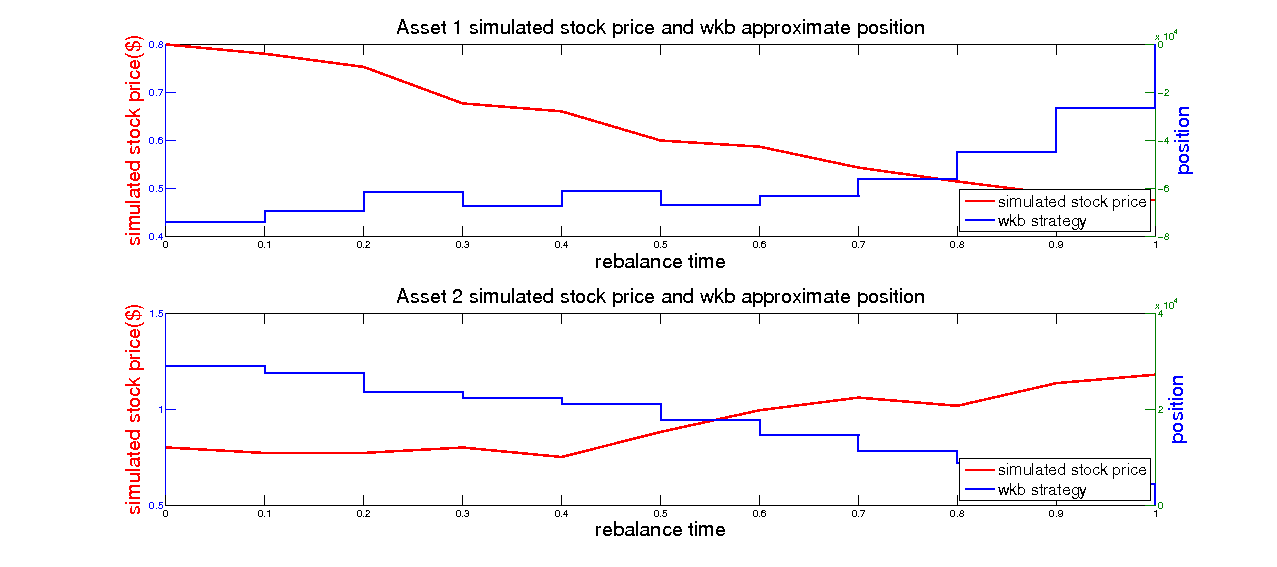 Asset 1 simulated stock price and wkb approximate position
x 10^4
simulated stock price($)
0.8
0.7
0.6
0.5
0.4
0
-2
-4
-6
-8
position
simulated stock price
wkb strategy
0 0.1 0.2 0.3 0.4 0.5 0.6 0.7 0.8 0.9 1
rebalance time
Asset 2 simulated stock price and wkb approximate position
x 10^4
simulated stock price($)
1.5
1
0.5
4
2
0
position
simulated stock price
wkb strategy
0 0.1 0.2 0.3 0.4 0.5 0.6 0.7 0.8 0.9 1
rebalance time